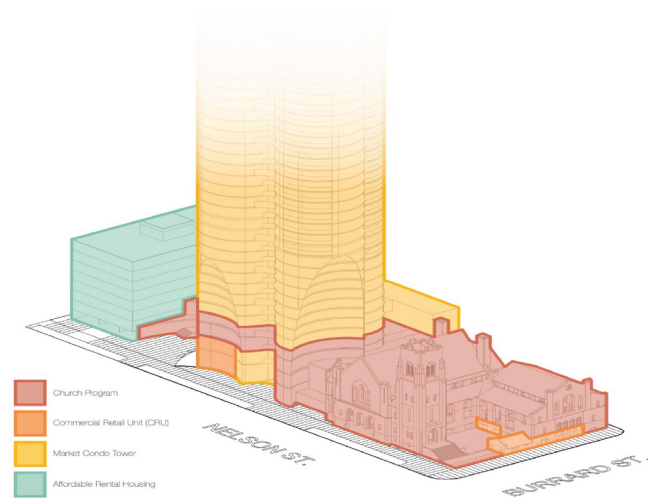 Church Program
Commercial Retail Unit (CRU)
Market Condo Tower
Affordable Rental Housing
NELSON ST.
BURRARD ST.